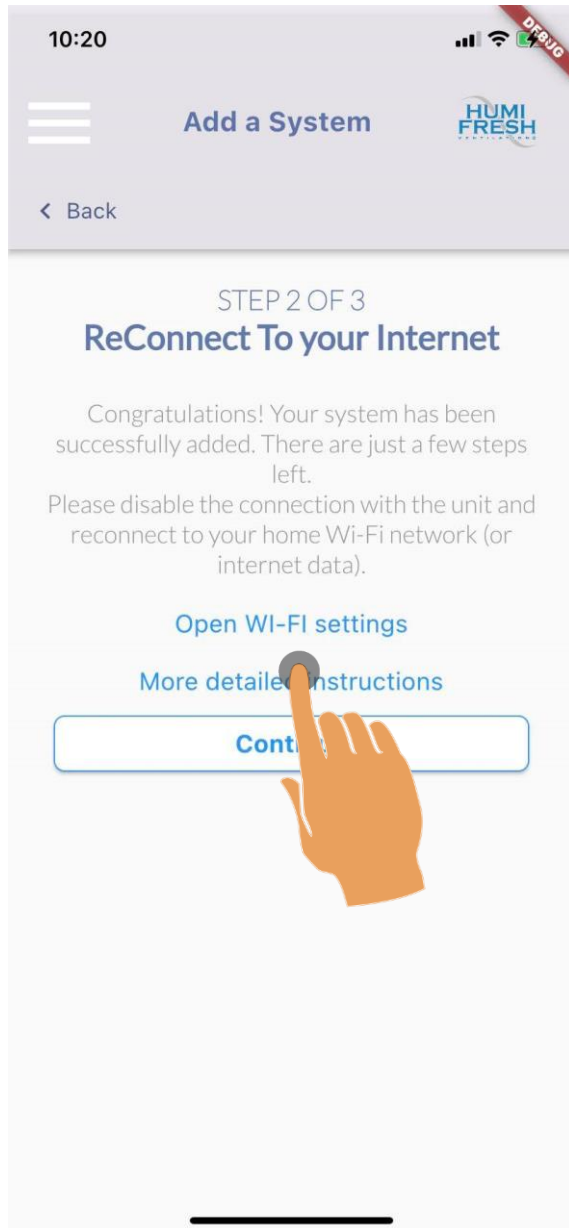 10:20
DEBUG
Add a System
HUMI
FRESH
< Back
STEP 2 OF 3
ReConnect To your Internet
Congratulations! Your system has been
successfully added. There are just a few steps
left.
Please disable the connection with the unit and
reconnect to your home Wi-Fi network (or
internet data).
Open WI-FI settings
More detailed instructions